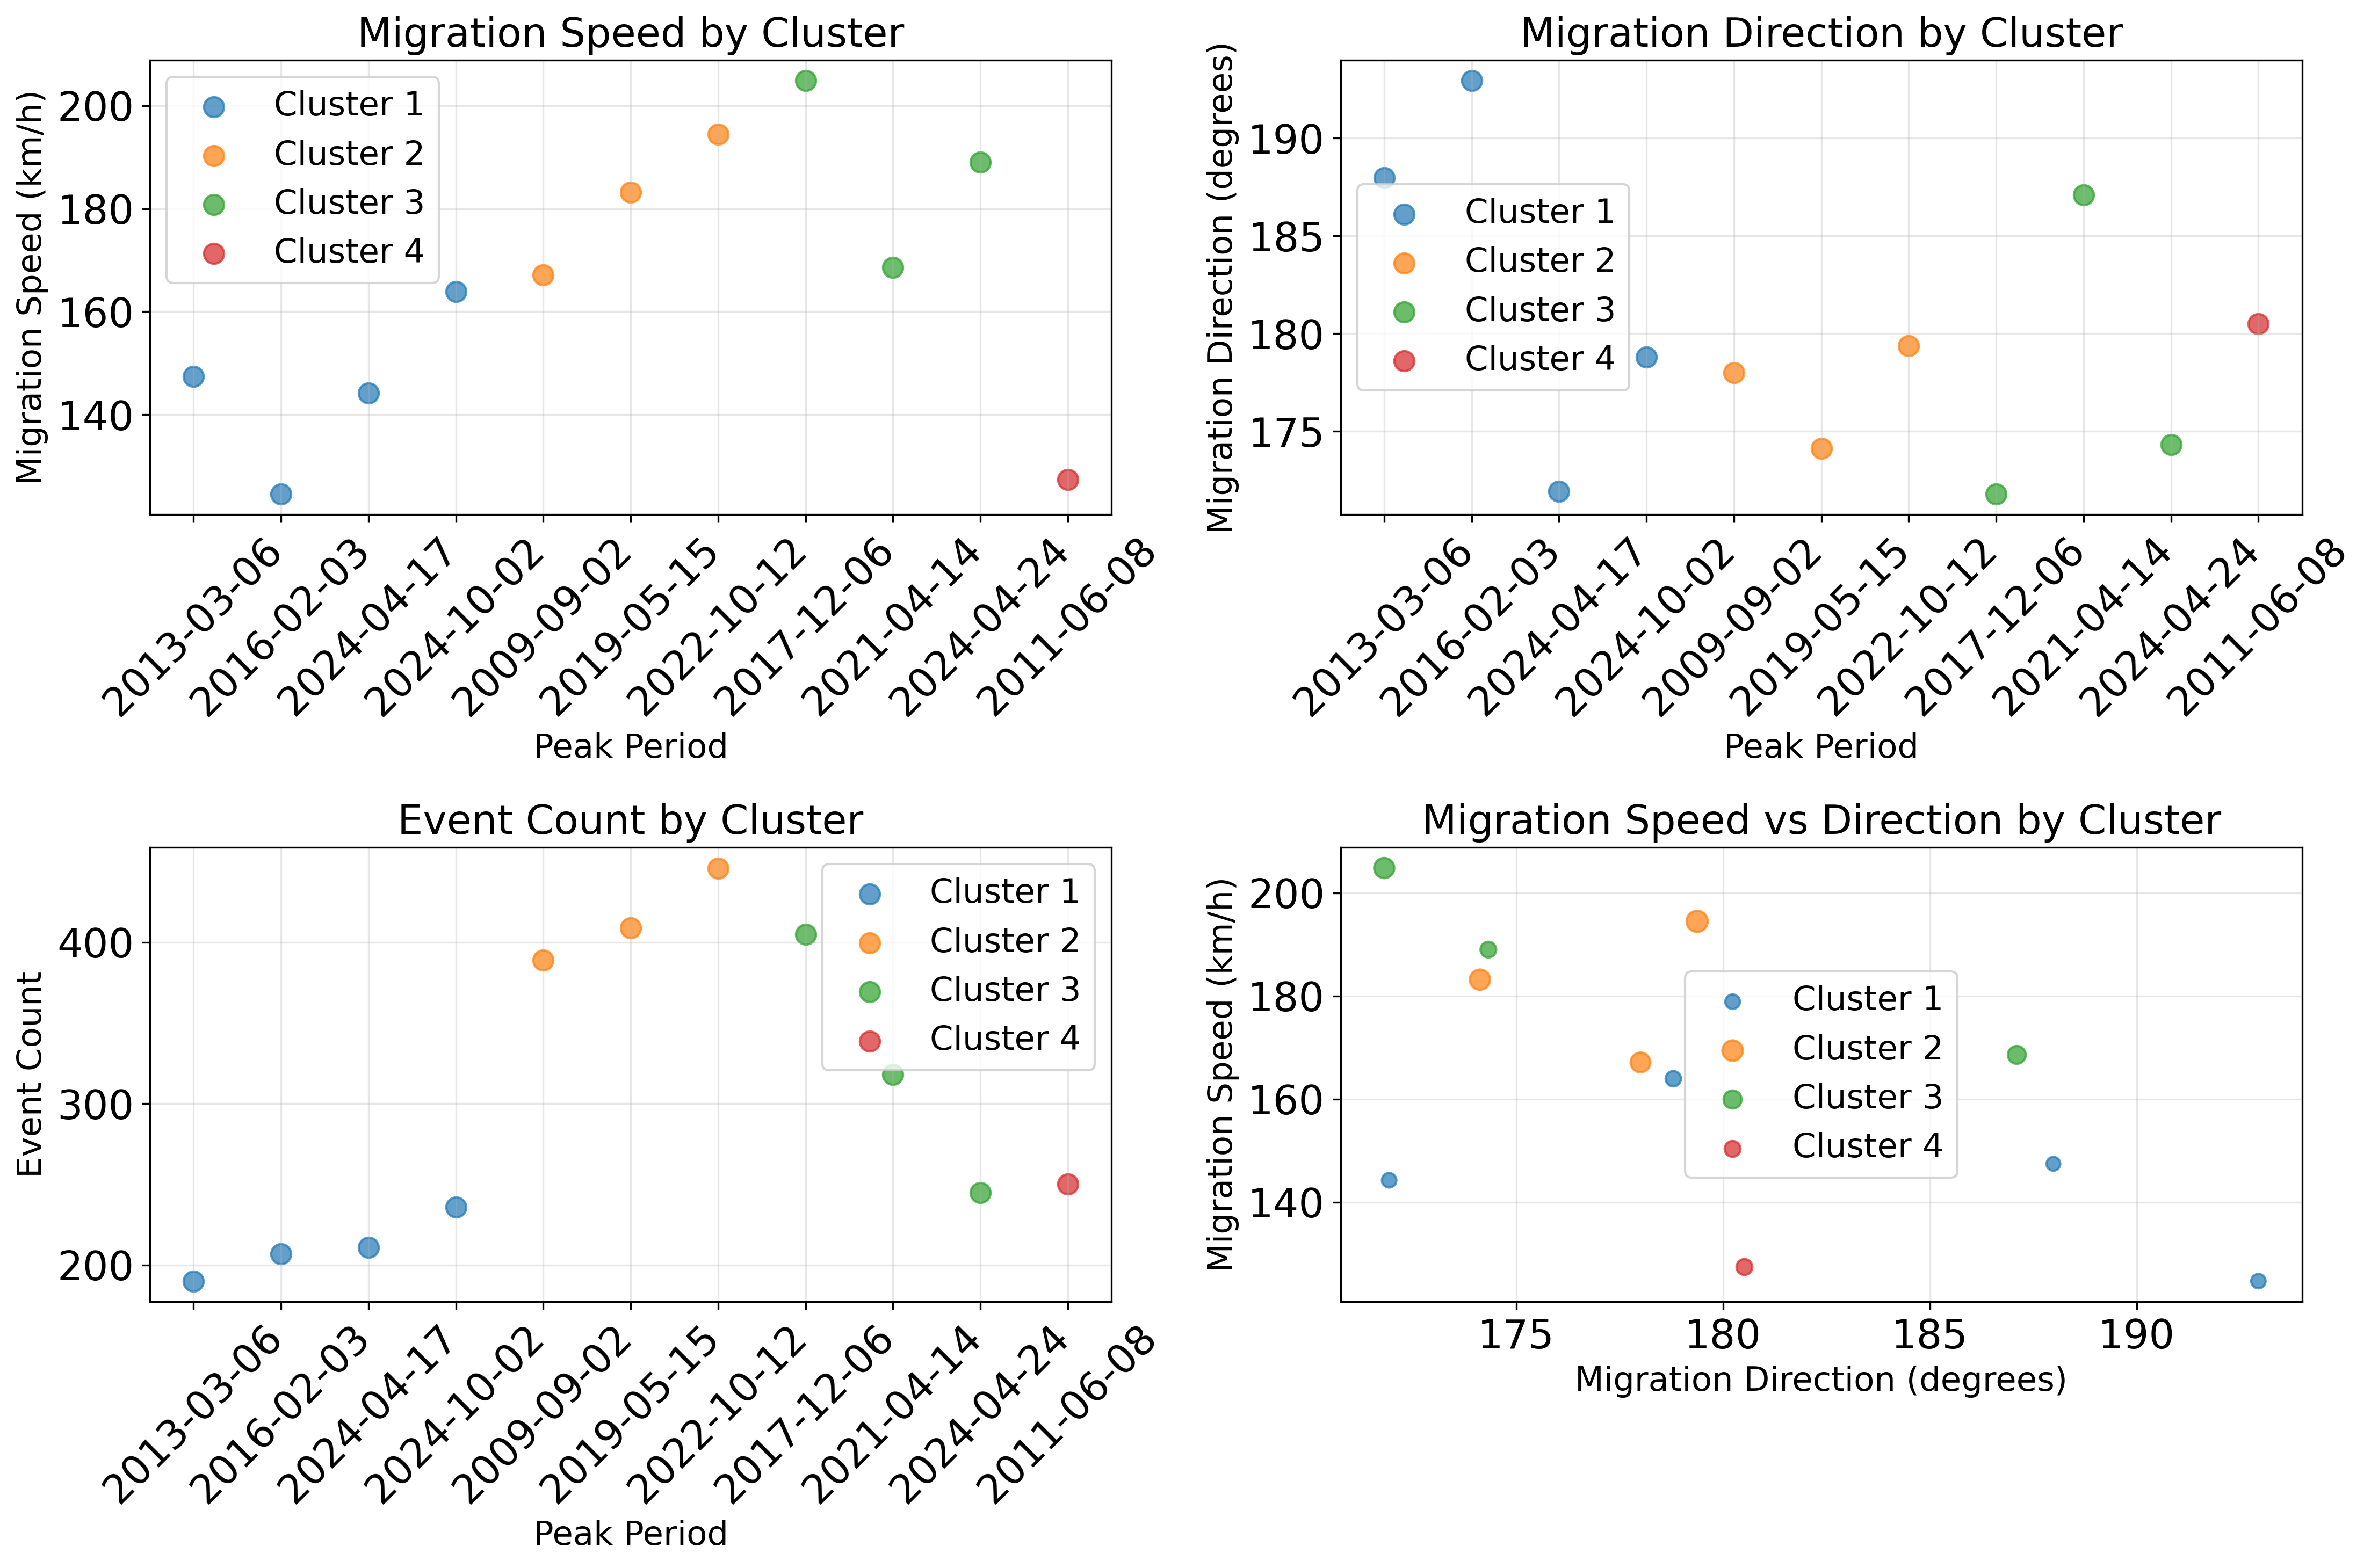 Migration Speed by Cluster
Migration Speed (km/h)
200
180
160
140
Cluster 1
Cluster 2
Cluster 3
Cluster 4
2013-03-06
2016-02-03
2024-04-17
2024-10-02
2009-09-02
2019-05-15
2022-10-12
2017-12-06
2021-04-14
2024-04-24
2011-06-08
Peak Period
Migration Direction by Cluster
Migration Direction (degrees)
190
185
180
175
Cluster 1
Cluster 2
Cluster 3
Cluster 4
2013-03-06
2016-02-03
2024-04-17
2024-10-02
2009-09-02
2019-05-15
2022-10-12
2017-12-06
2021-04-14
2024-04-24
2011-06-08
Peak Period
Event Count by Cluster
Event Count
400
300
200
Cluster 1
Cluster 2
Cluster 3
Cluster 4
2013-03-06
2016-02-03
2024-04-17
2024-10-02
2009-09-02
2019-05-15
2022-10-12
2017-12-06
2021-04-14
2024-04-24
2011-06-08
Peak Period
Migration Speed vs Direction by Cluster
Migration Speed (km/h)
200
180
160
140
Cluster 1
Cluster 2
Cluster 3
Cluster 4
175 180 185 190
Migration Direction (degrees)